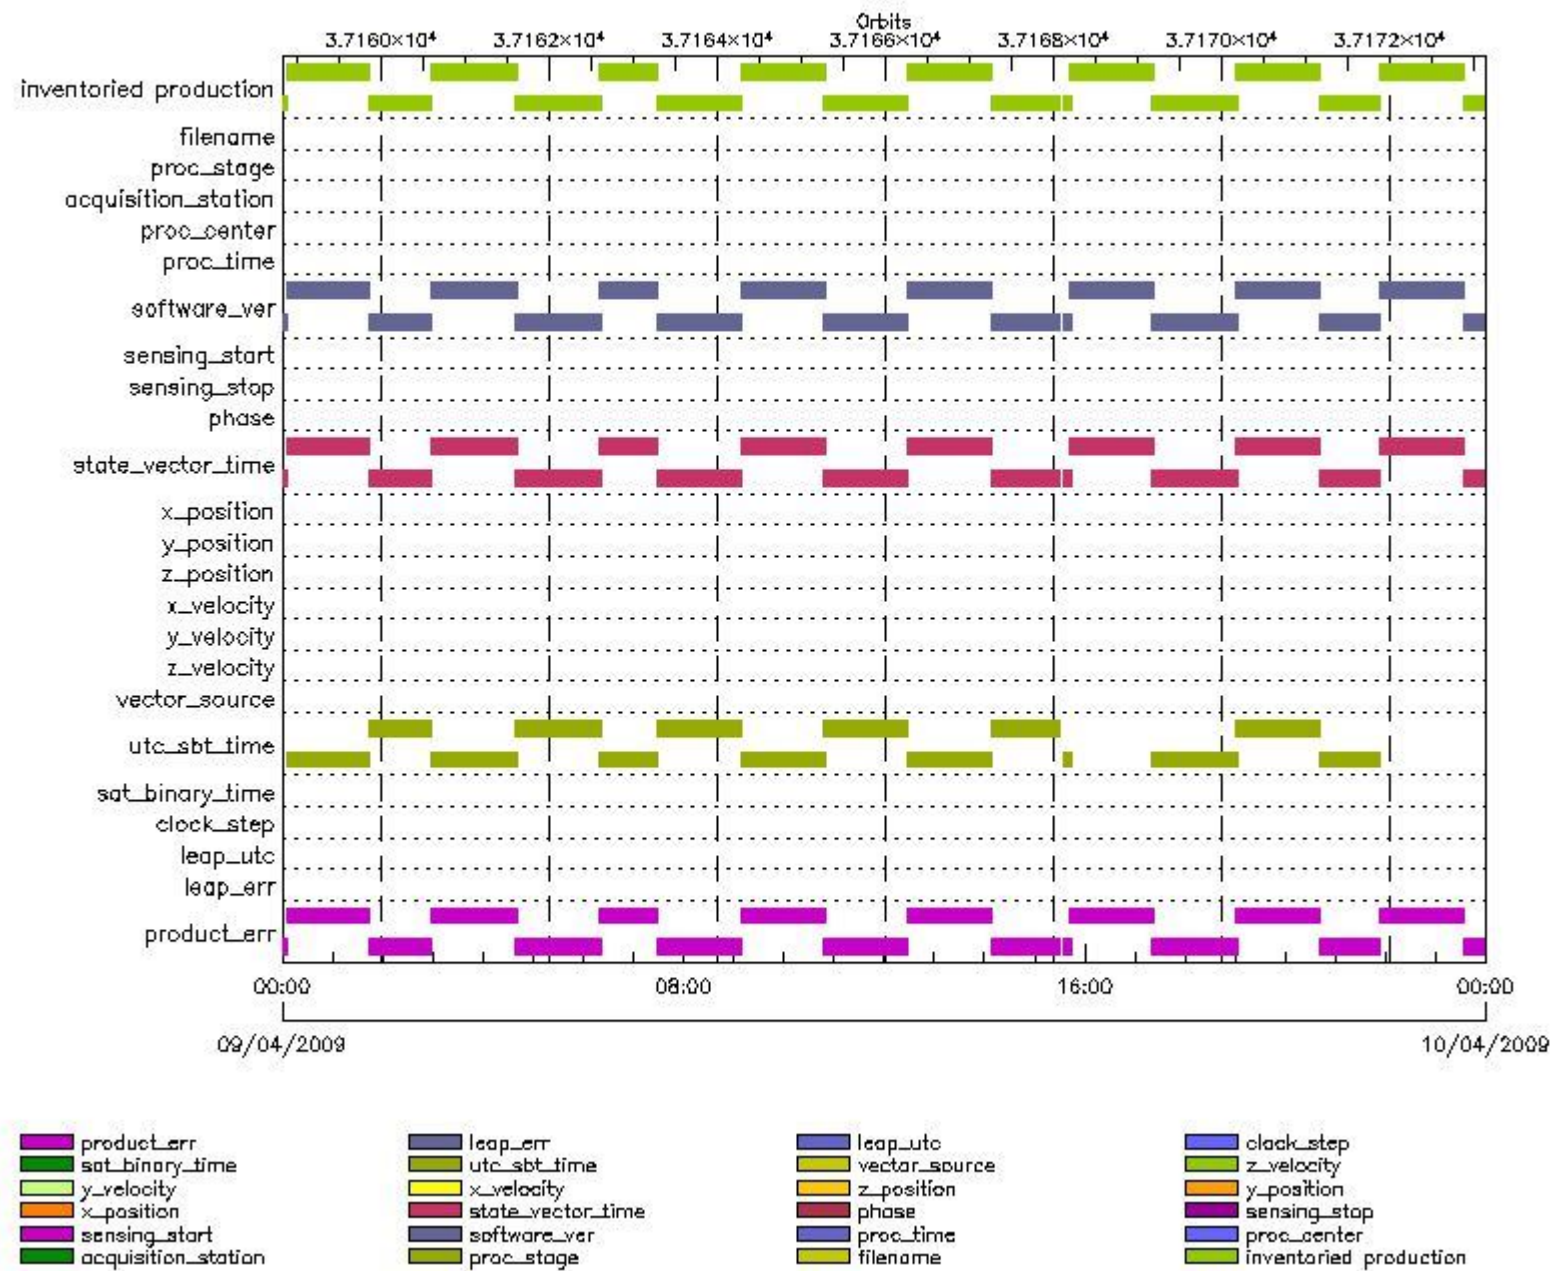 Orbits
3.7160×10⁴ 3.7162×10⁴ 3.7164×10⁴ 3.7166×10⁴ 3.7168×10⁴ 3.7170×10⁴ 3.7172×10⁴
inventoried production
filename
proc_stage
acquisition_station
proc_center
proc_time
software_ver
sensing_start
sensing_stop
phase
state_vector_time
x_position
y_position
z_position
x_velocity
y_velocity
z_velocity
vector_source
utc_sbt_time
sat_binary_time
clock_step
leap_utc
leap_err
product_err
00:00 08:00 16:00 00:00
09/04/2009 10/04/2009
product_err leap_err leap_utc clock_step
sat_binary_time utc_sbt_time vector_source z_velocity
y_velocity x_velocity z_position y_position
x_position state_vector_time phase sensing_stop
sensing_start software_ver proc_time proc_center
acquisition_station proc_stage filename inventoried production